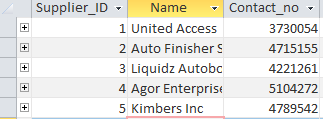 Supplier_ID Name Contact_no
1 United Access 3730054
2 Auto Finisher S 4715155
3 Liquidz Autobo 4221261
4 Agor Enterprise 5104272
5 Kimbers Inc 4789542